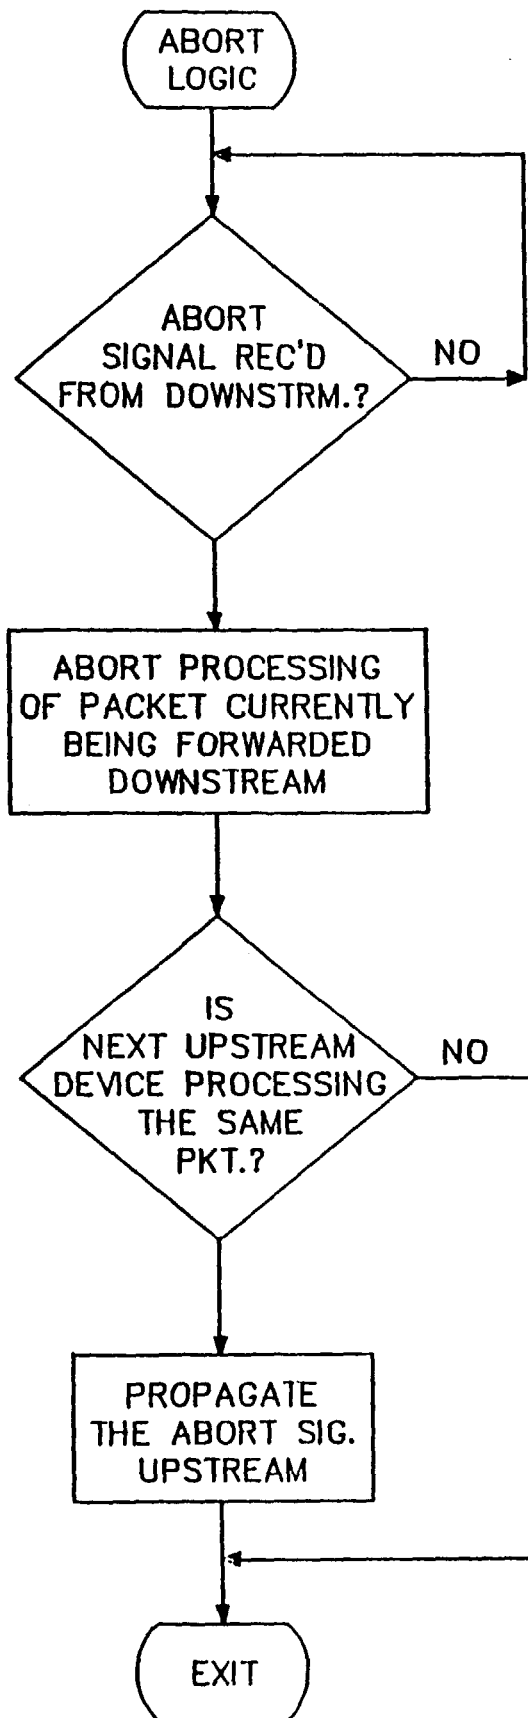 ABORT
LOGIC
ABORT
SIGNAL REC'D
FROM DOWNSTRM.?
NO
ABORT PROCESSING
OF PACKET CURRENTLY
BEING FORWARDED
DOWNSTREAM
IS
NEXT UPSTREAM
DEVICE PROCESSING
THE SAME
PKT.?
NO
PROPAGATE
THE ABORT SIG.
UPSTREAM
EXIT